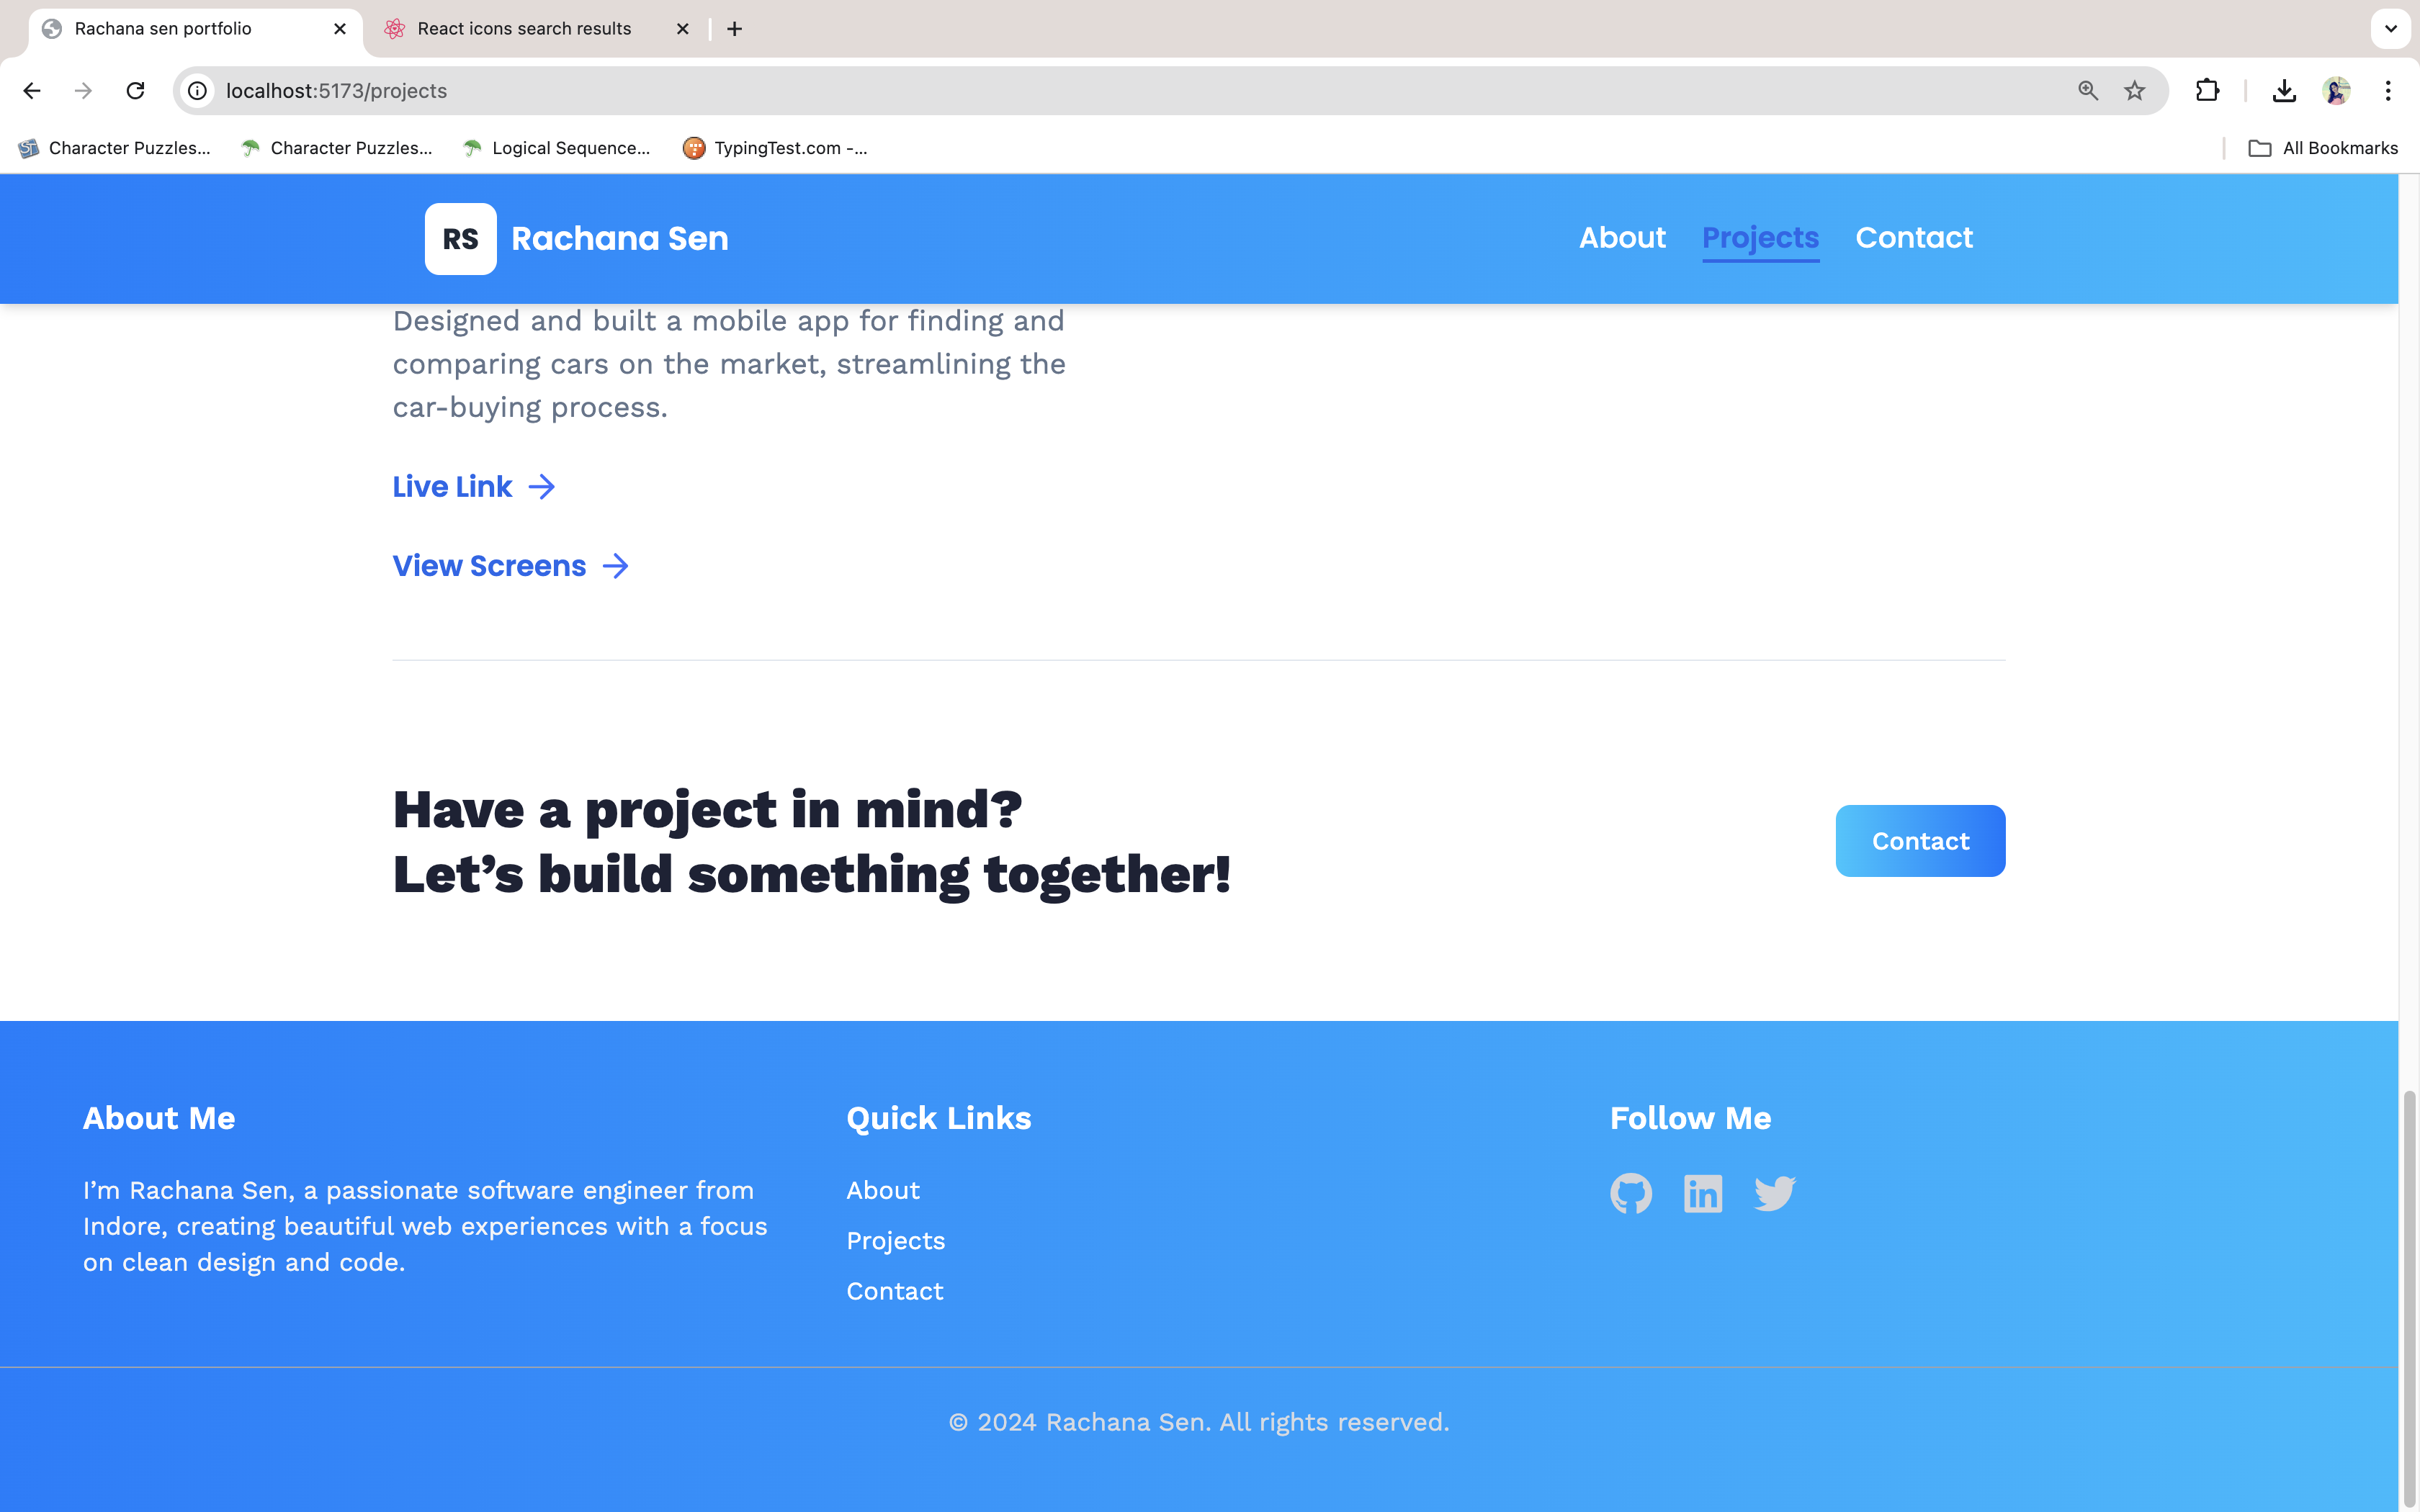 Rachana sen portfolio
React icons search results
localhost:5173/projects
Character Puzzles...
Character Puzzles...
Logical Sequence...
TypingTest.com -...
All Bookmarks
RS
Rachana Sen
About
Projects
Contact
Designed and built a mobile app for finding and
comparing cars on the market, streamlining the
car-buying process.
Live Link
View Screens
Have a project in mind?
Let’s build something together!
Contact
About Me
I’m Rachana Sen, a passionate software engineer from
Indore, creating beautiful web experiences with a focus
on clean design and code.
Quick Links
About
Projects
Contact
Follow Me
© 2024 Rachana Sen. All rights reserved.